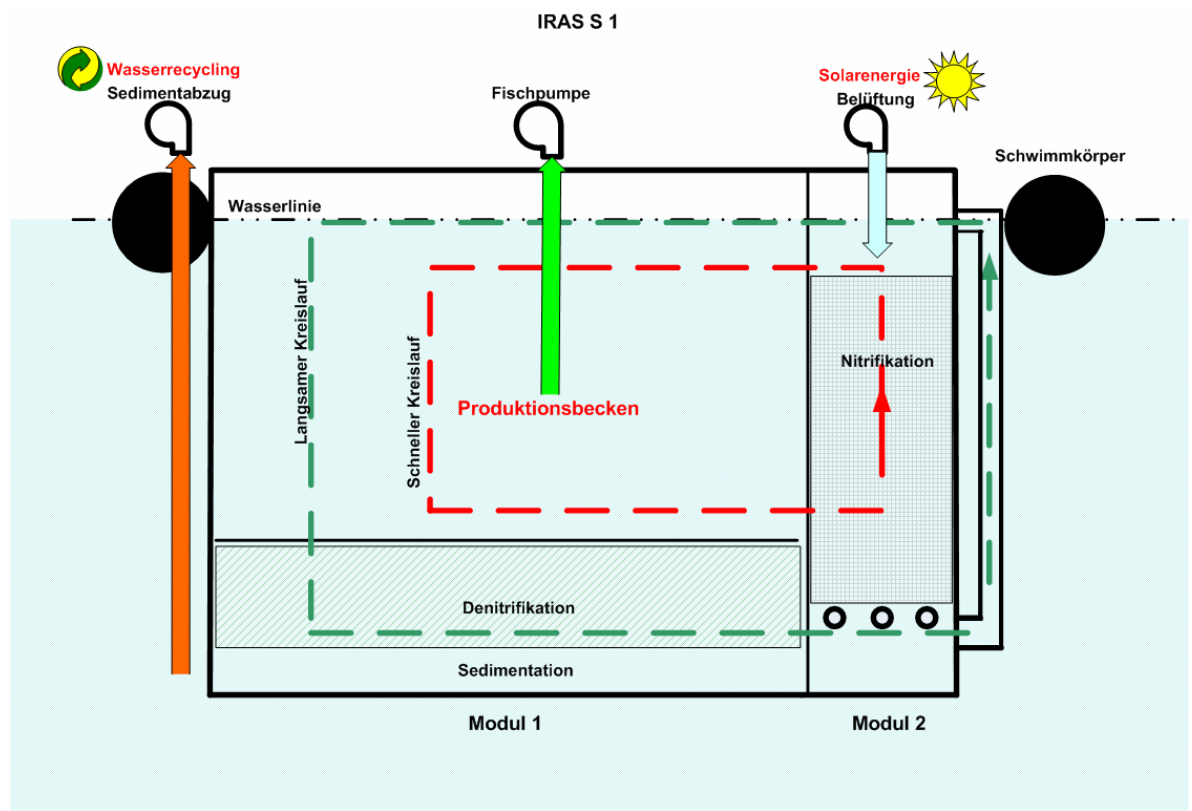 IRAS S 1
Wasserrecycling
Sedimentabzug
Fischpumpe
Solarenergie
Belüftung
Schwimmkörper
Wasserlinie
Langsamer Kreislauf
Schneller Kreislauf
Nitrifikation
Produktionsbecken
Denitrifikation
Sedimentation
Modul 1
Modul 2